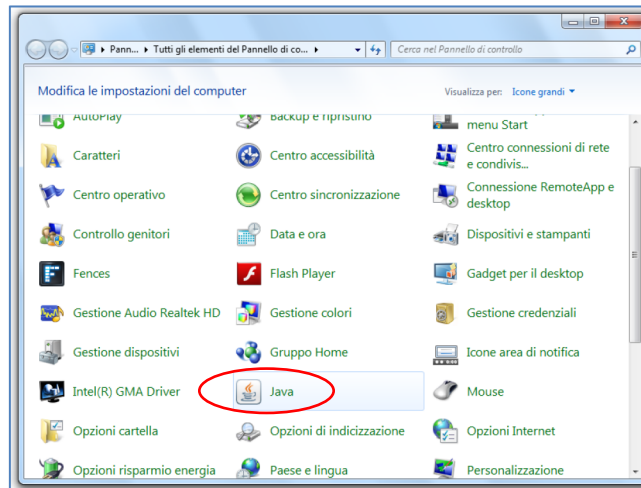 Pann... Tutti gli elementi del Pannello di co...
Cerca nel Pannello di controllo
Modifica le impostazioni del computer
Visualizza per: Icone grandi
AutoPlay
Backup e ripristino
menu Start
Caratteri
Centro accessibilità
Centro connessioni di rete
e condivis...
Centro operativo
Centro sincronizzazione
Connessione RemoteApp e
desktop
Controllo genitori
Data e ora
Dispositivi e stampanti
Fences
Flash Player
Gadget per il desktop
Gestione Audio Realtek HD
Gestione colori
Gestione credenziali
Gestione dispositivi
Gruppo Home
Icone area di notifica
Intel(R) GMA Driver
Java
Mouse
Opzioni cartella
Opzioni di indicizzazione
Opzioni Internet
Opzioni risparmio energia
Paese e lingua
Personalizzazione